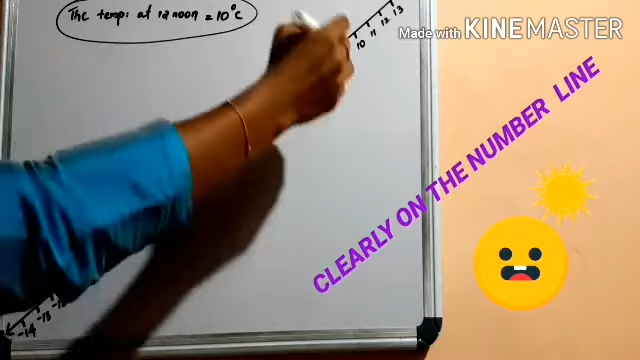 The temp: at 12 noon = 10°C
10 11 12 13
Made with KINEMASTER
CLEARLY ON THE NUMBER LINE
-14 -13